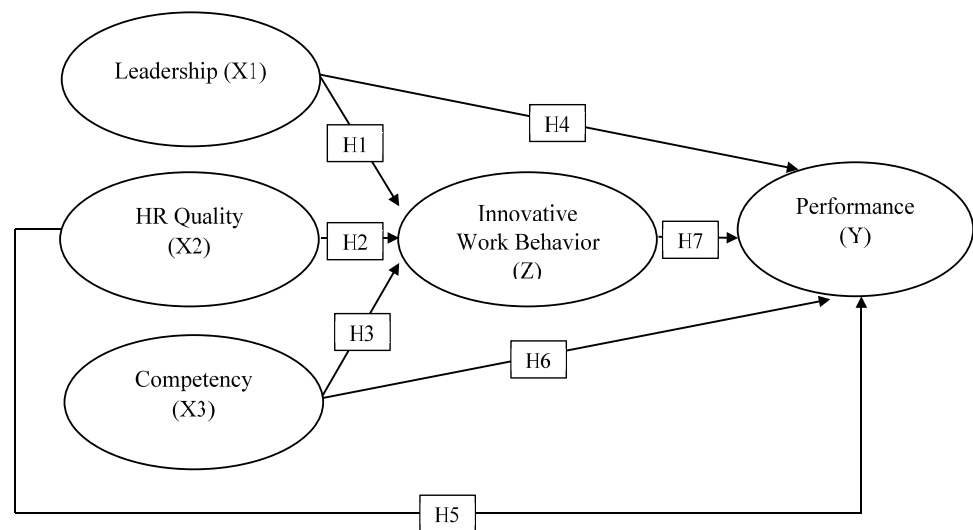 Leadership (X1)
H4
H1
HR Quality
(X2)
H2
Innovative
Work Behavior
(Z)
H7
Performance
(Y)
H3
H6
Competency
(X3)
H5